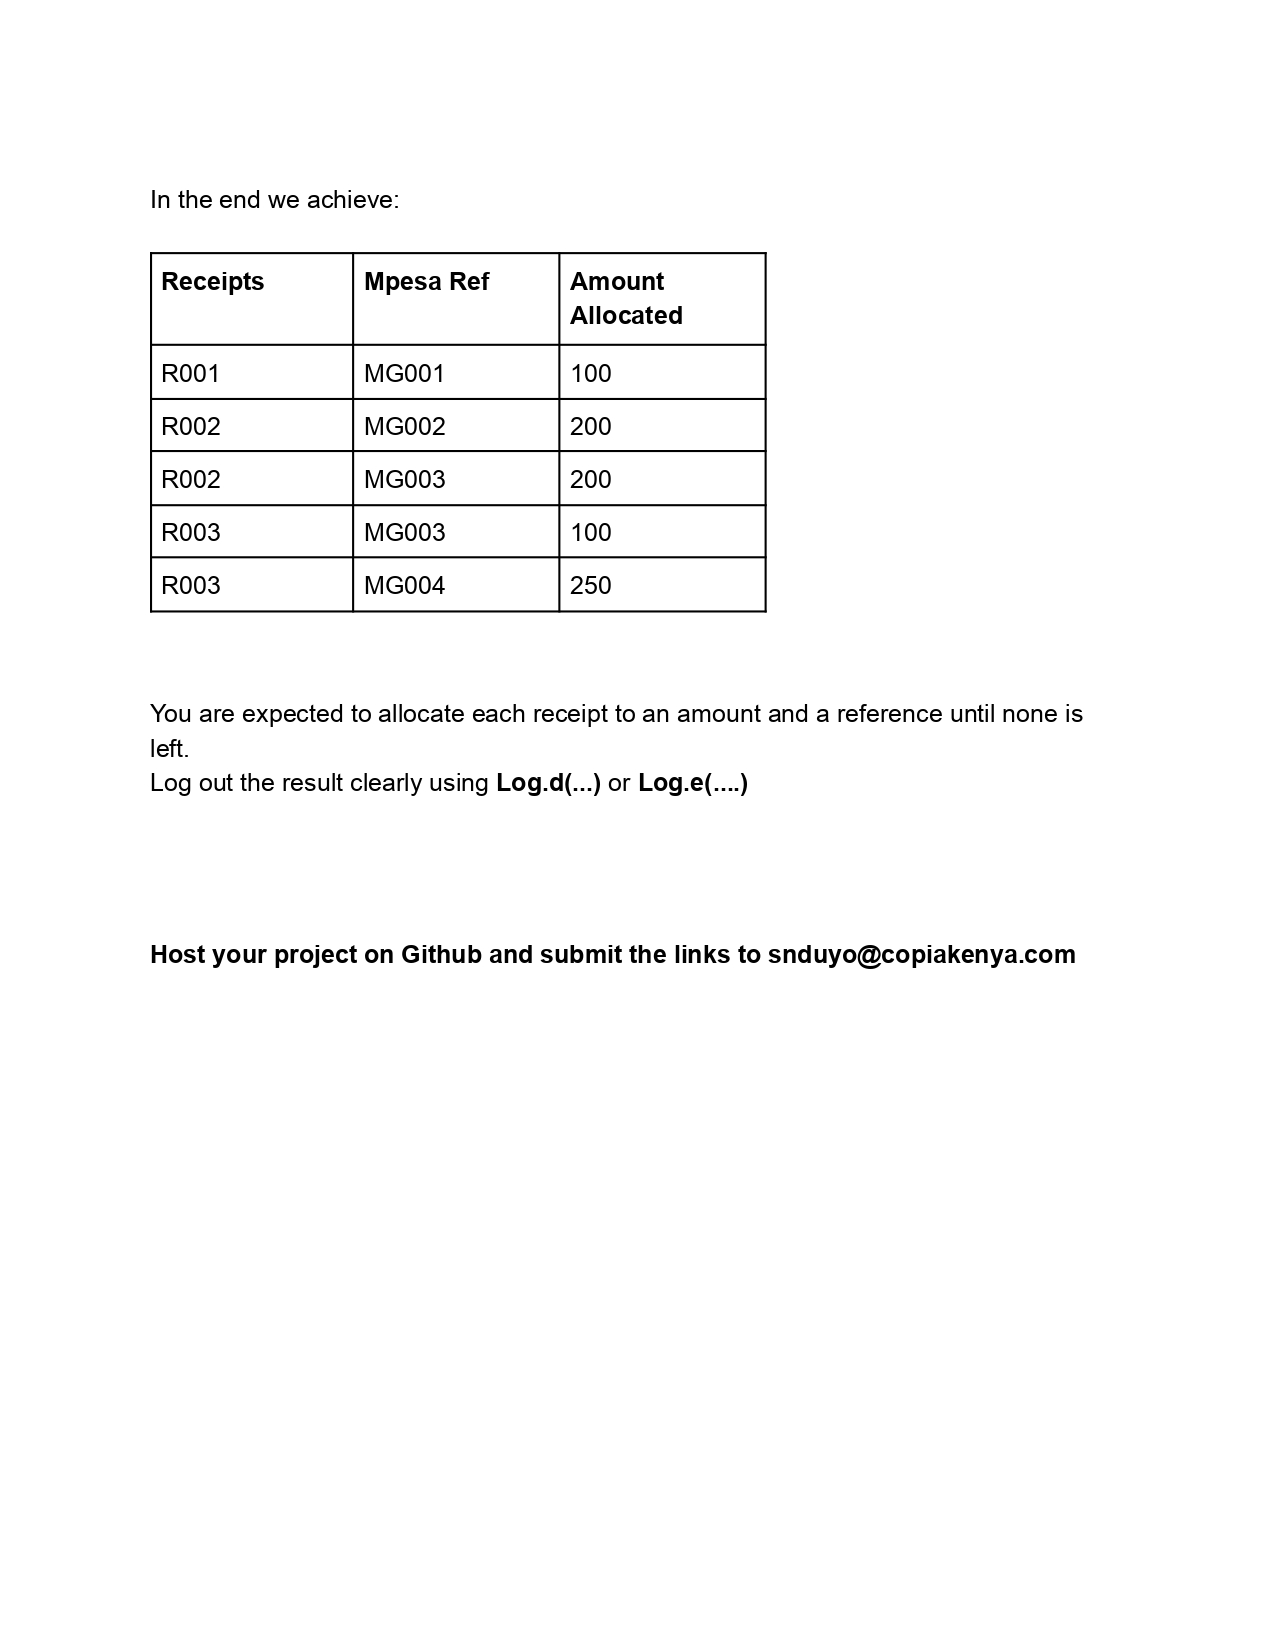 In the end we achieve:
Receipts Mpesa Ref Amount
Allocated
R001 MG001 100
R002 MG002 200
R002 MG003 200
R003 MG003 100
R003 MG004 250
You are expected to allocate each receipt to an amount and a reference until none is
left.
Log out the result clearly using Log.d(...) or Log.e(....)
Host your project on Github and submit the links to snduyo@copiakenya.com